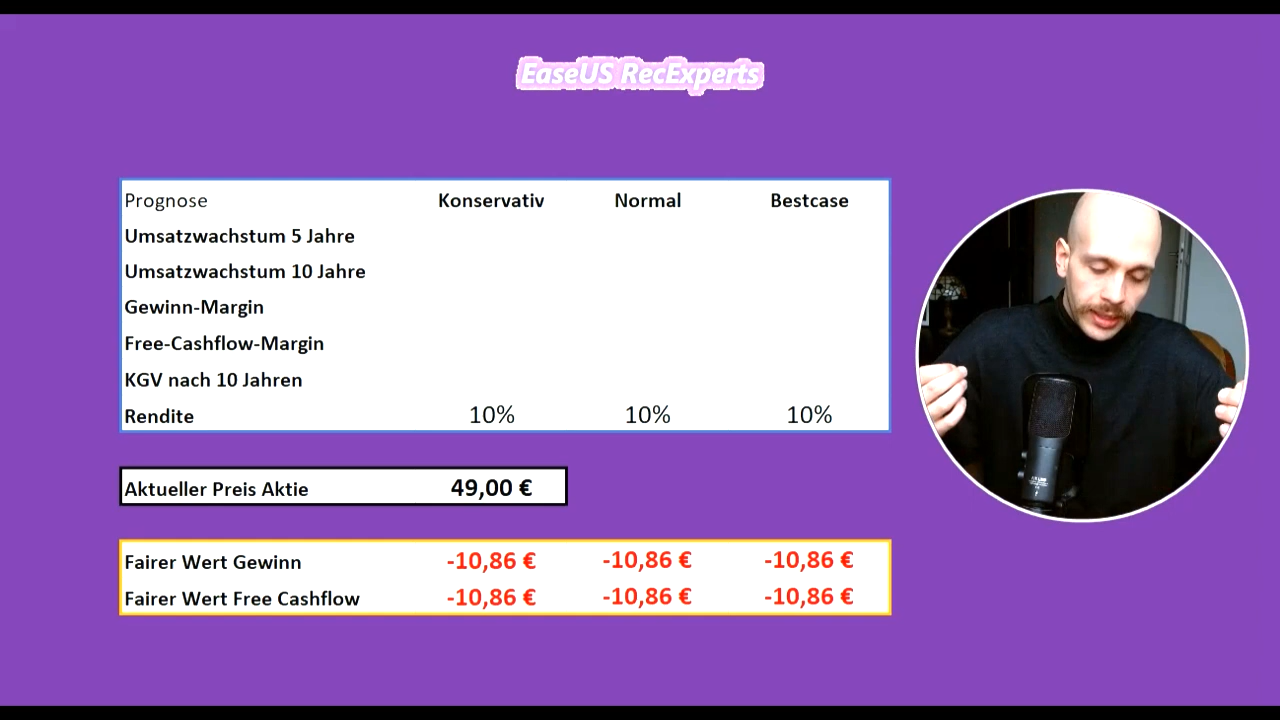 EaseUS RecExperts
Prognose Konservativ Normal Bestcase
Umsatzwachstum 5 Jahre
Umsatzwachstum 10 Jahre
Gewinn-Margin
Free-Cashflow-Margin
KGV nach 10 Jahren
Rendite 10% 10% 10%
Aktueller Preis Aktie 49,00 €
Fairer Wert Gewinn -10,86 € -10,86 € -10,86 €
Fairer Wert Free Cashflow -10,86 € -10,86 € -10,86 €